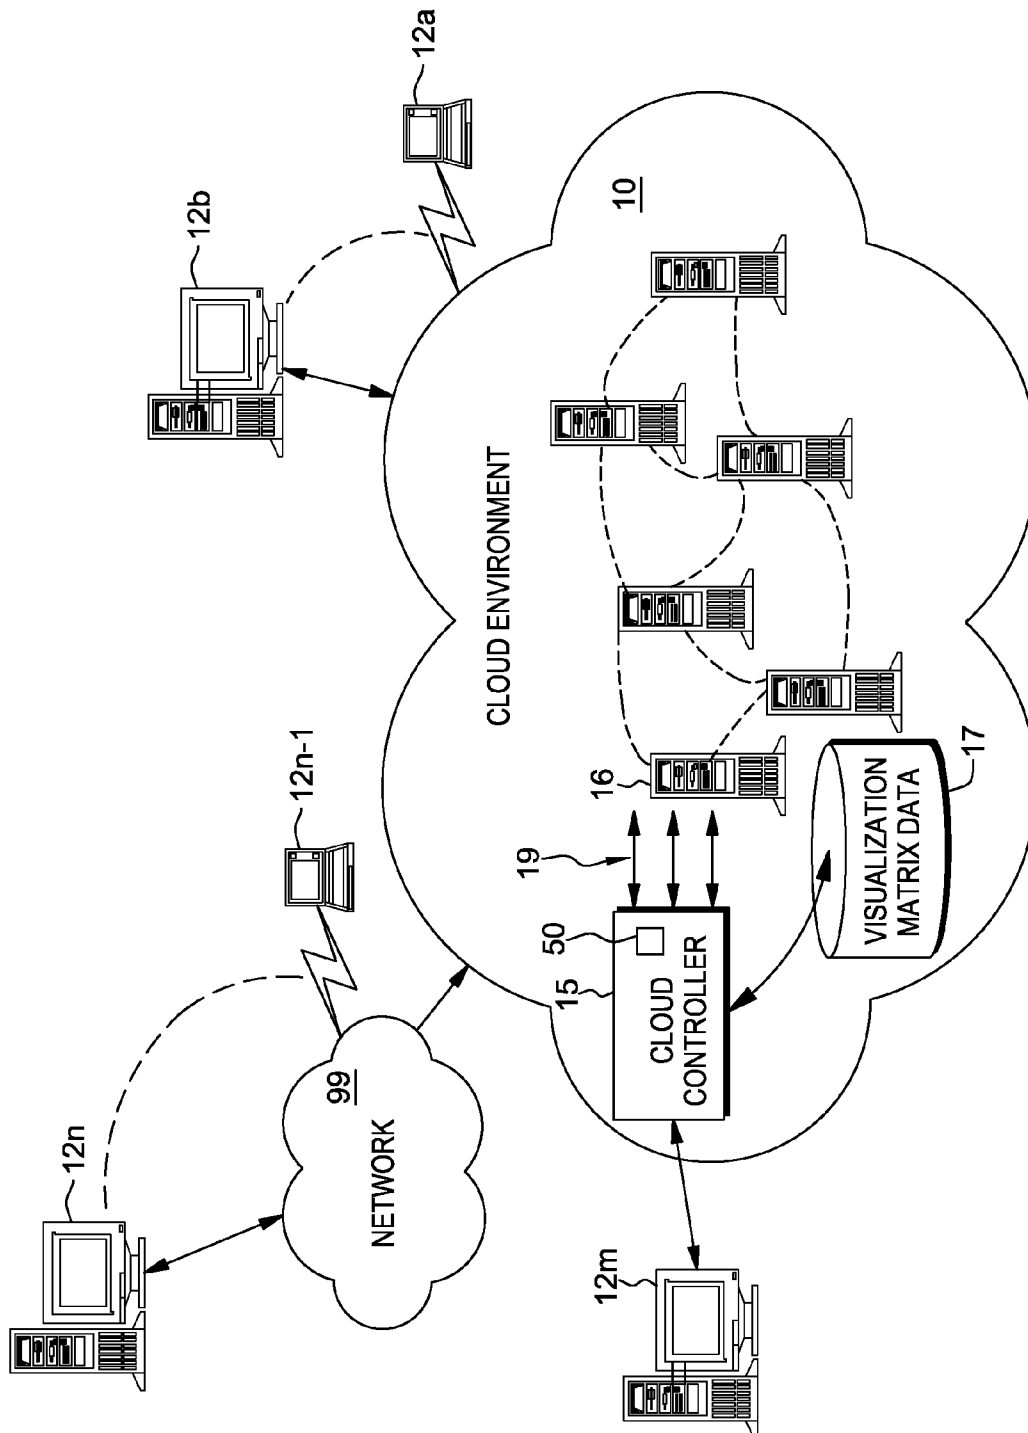 12a
12b
10
CLOUD ENVIRONMENT
12n-1
16
19
VISUALIZATION
MATRIX DATA
17
50
15
CLOUD
CONTROLLER
99
NETWORK
12n
12m